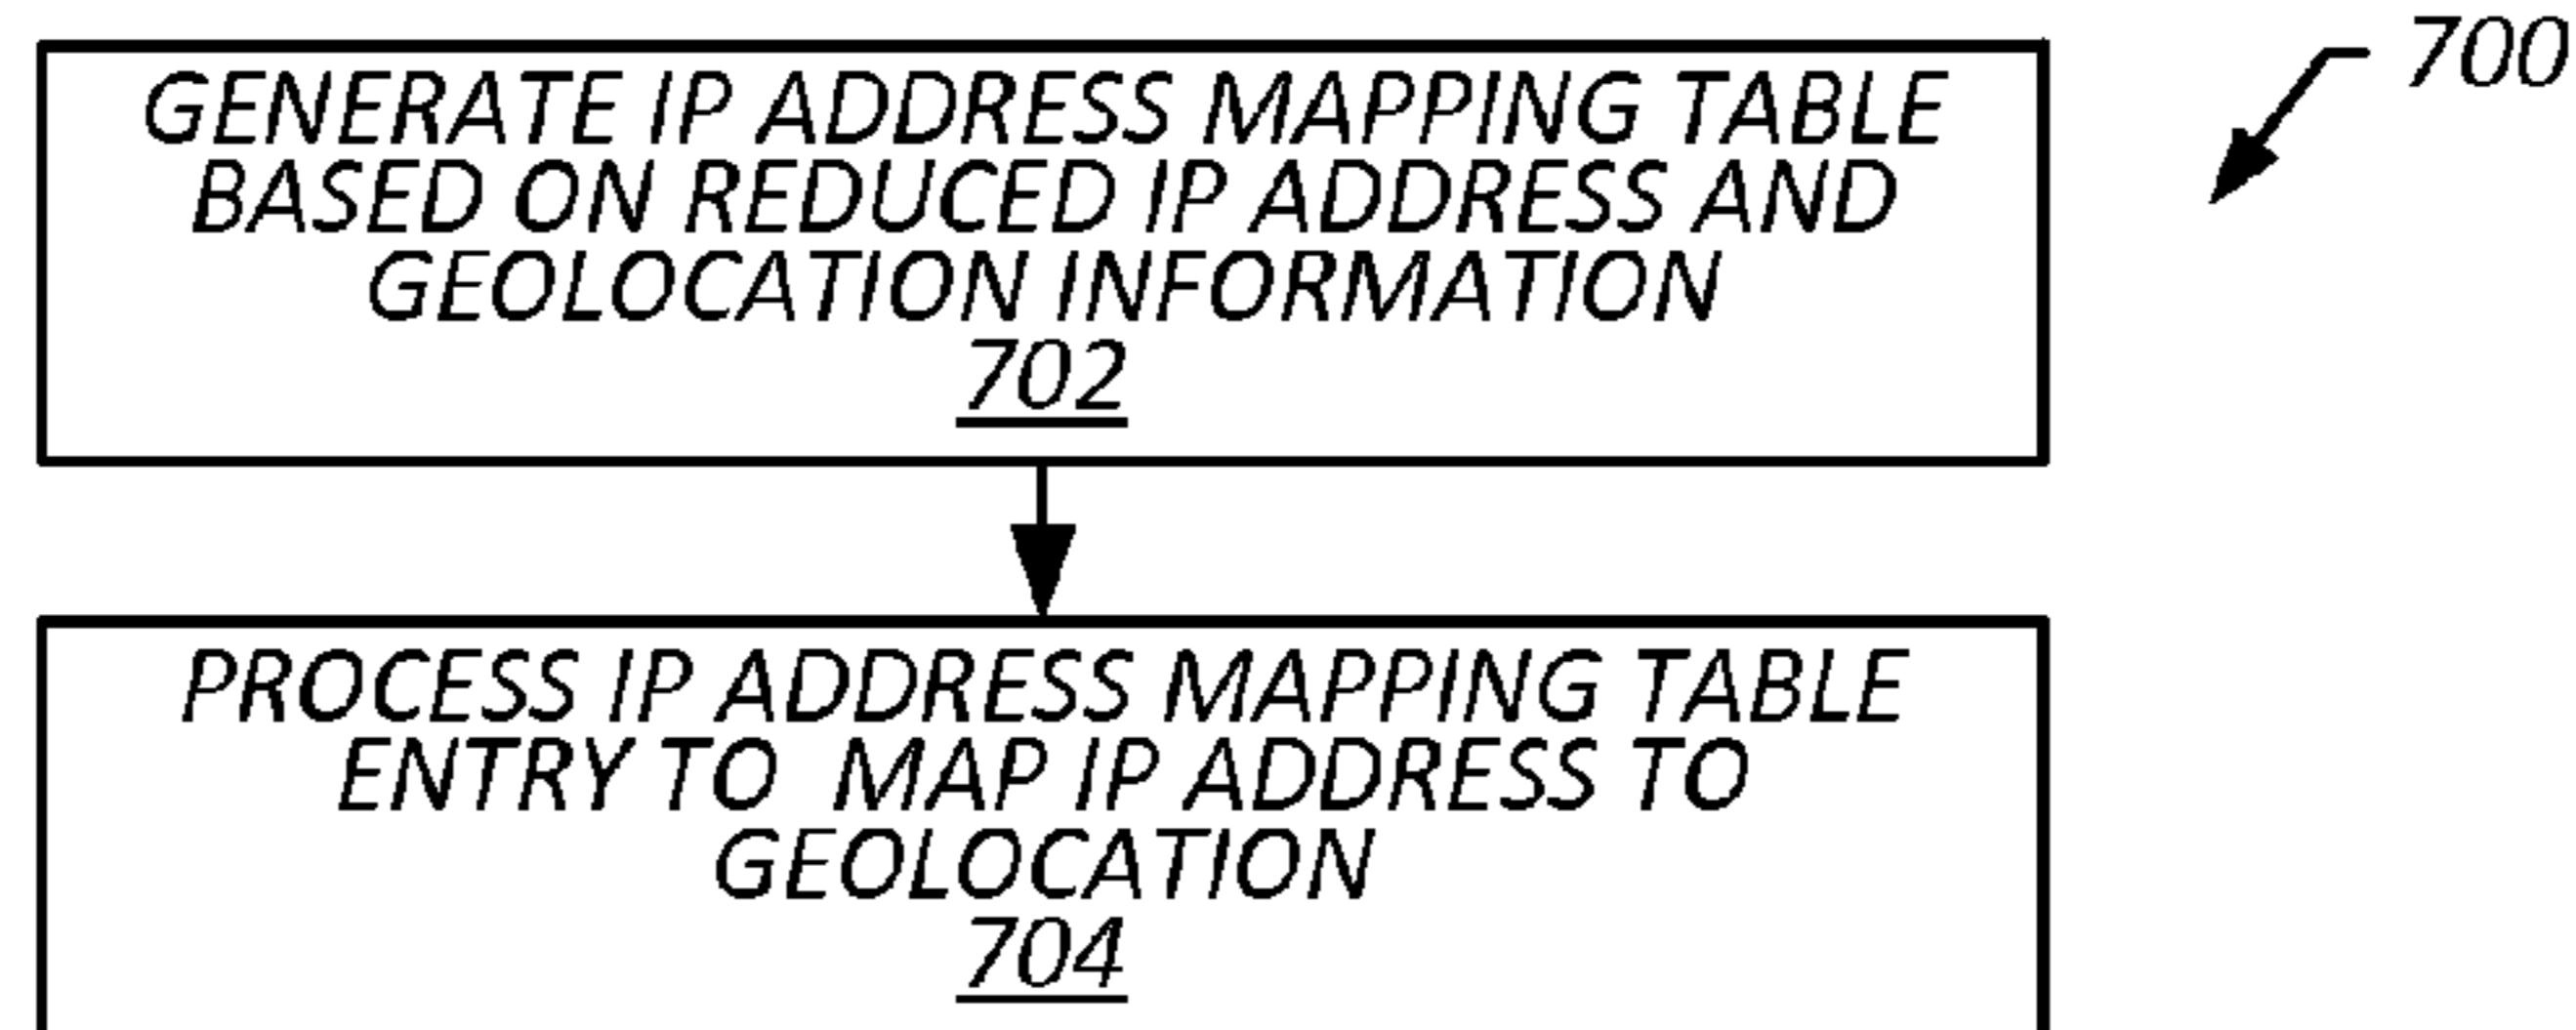 700
GENERATE IP ADDRESS MAPPING TABLE
BASED ON REDUCED IP ADDRESS AND
GEOLOCATION INFORMATION
702
PROCESS IP ADDRESS MAPPING TABLE
ENTRY TO MAP IP ADDRESS TO
GEOLOCATION
704